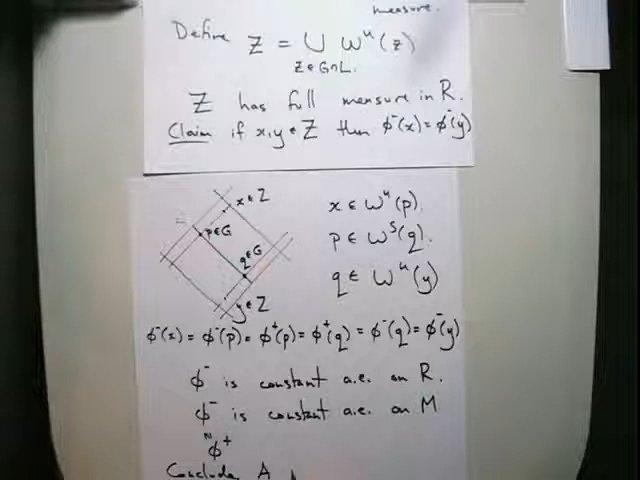 measure.
Define Z = ∪ Wᵘ(z)
z ∈ G∩L.
Z has full measure in R.
Claim if x,y ∈ Z then φ⁻(x) = φ⁻(y)
x ∈ Z
p ∈ G
q ∈ G
y ∈ Z
x ∈ Wᵘ(p).
p ∈ Wˢ(q).
q ∈ Wᵘ(y)
φ⁻(x) = φ⁻(p) = φ⁺(p) = φ⁺(q) = φ⁻(q) = φ⁻(y)
φ⁻ is constant a.e. on R.
φ⁻ is constant a.e. on M
φ⁺
Conclude A